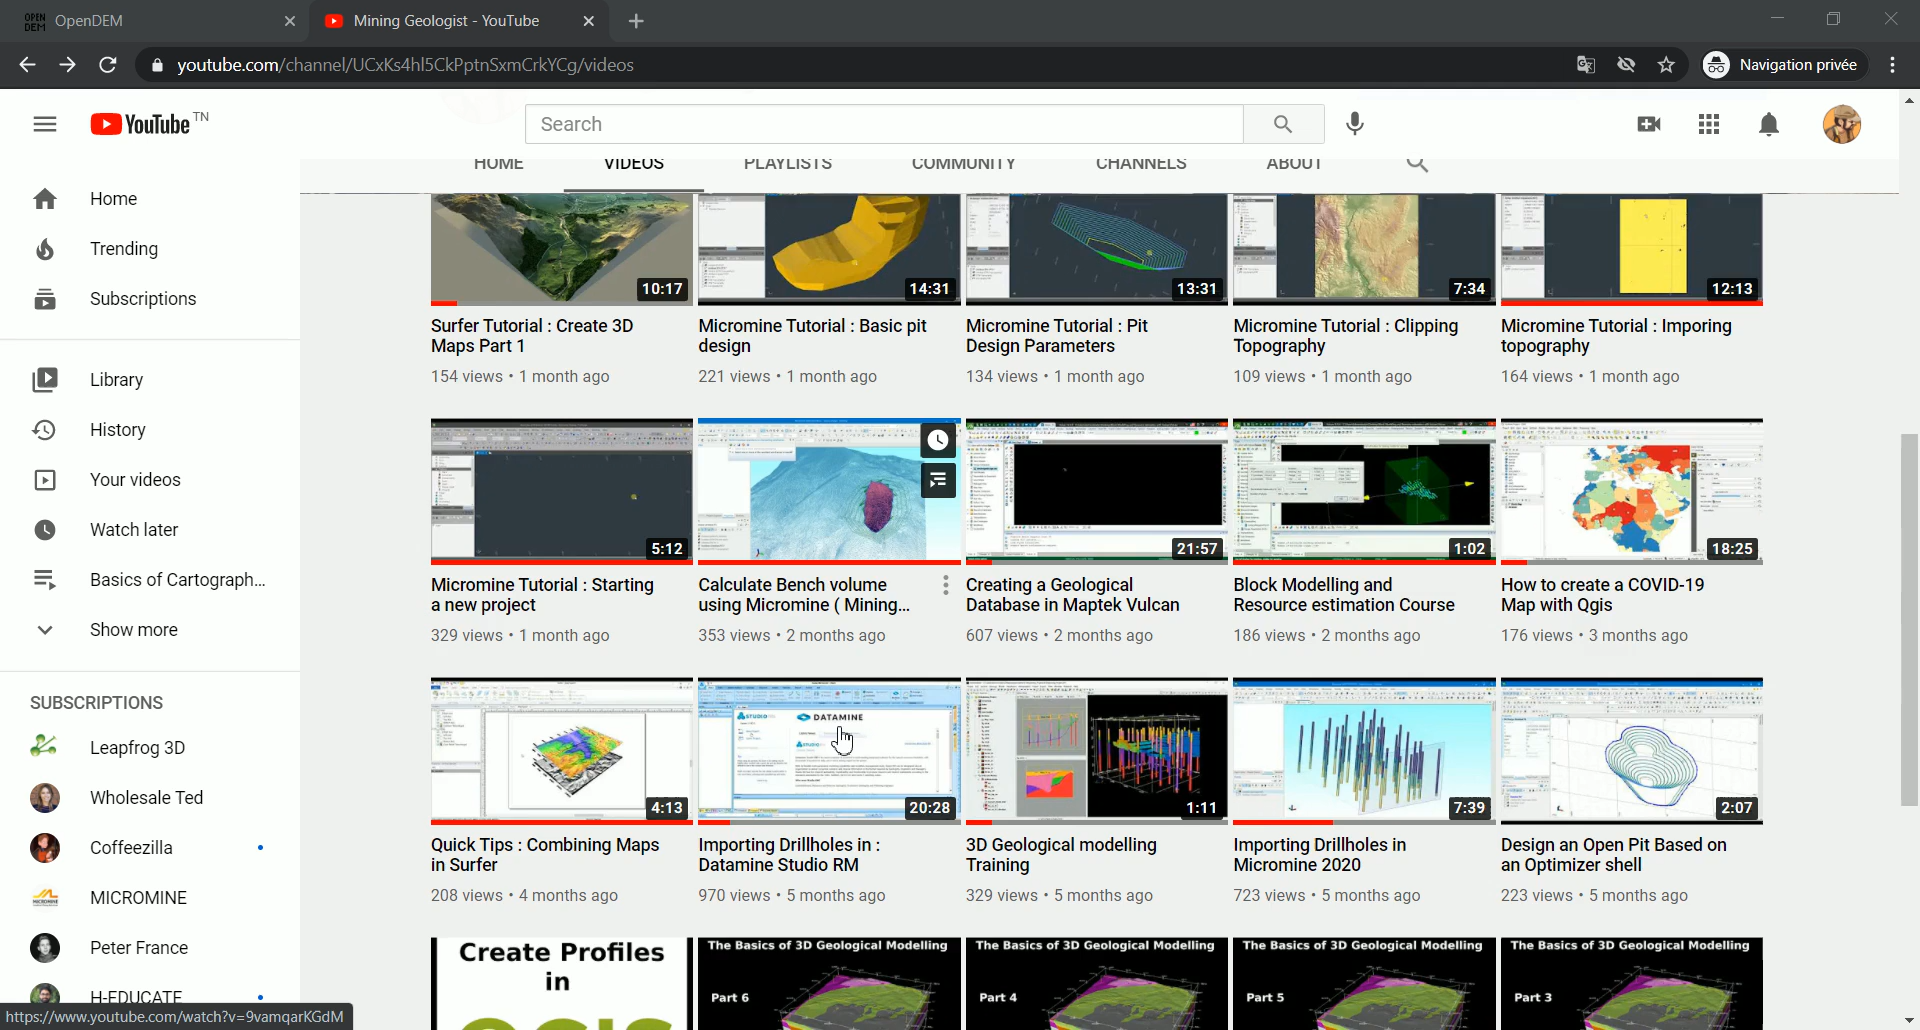 OPEN
DEM
OpenDEM
Mining Geologist - YouTube
youtube.com/channel/UCxKs4hl5CkPptnSxmCrkYCg/videos
Navigation privée
YouTube TN
Search
HOME
VIDEOS
PLAYLISTS
COMMUNITY
CHANNELS
ABOUT
Home
Trending
Subscriptions
Library
History
Your videos
Watch later
Basics of Cartograph...
Show more
SUBSCRIPTIONS
Leapfrog 3D
Wholesale Ted
Coffeezilla
MICROMINE
Peter France
H-EDUCATE
https://www.youtube.com/watch?v=9vamqarKGdM
10:17
Surfer Tutorial : Create 3D
Maps Part 1
154 views • 1 month ago
14:31
Micromine Tutorial : Basic pit
design
221 views • 1 month ago
13:31
Micromine Tutorial : Pit
Design Parameters
134 views • 1 month ago
7:34
Micromine Tutorial : Clipping
Topography
109 views • 1 month ago
12:13
Micromine Tutorial : Imporing
topography
164 views • 1 month ago
5:12
Micromine Tutorial : Starting
a new project
329 views • 1 month ago
Calculate Bench volume
using Micromine ( Mining...
353 views • 2 months ago
21:57
Creating a Geological
Database in Maptek Vulcan
607 views • 2 months ago
1:02
Block Modelling and
Resource estimation Course
186 views • 2 months ago
18:25
How to create a COVID-19
Map with Qgis
176 views • 3 months ago
4:13
Quick Tips : Combining Maps
in Surfer
208 views • 4 months ago
STUDIO
DATAMINE
20:28
Importing Drillholes in :
Datamine Studio RM
970 views • 5 months ago
1:11
3D Geological modelling
Training
329 views • 5 months ago
7:39
Importing Drillholes in
Micromine 2020
723 views • 5 months ago
2:07
Design an Open Pit Based on
an Optimizer shell
223 views • 5 months ago
Create Profiles
in
QGIS
The Basics of 3D Geological Modelling
Part 6
The Basics of 3D Geological Modelling
Part 4
The Basics of 3D Geological Modelling
Part 5
The Basics of 3D Geological Modelling
Part 3